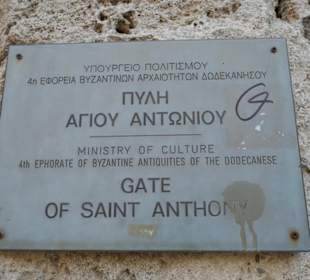 ΥΠΟΥΡΓΕΙΟ ΠΟΛΙΤΙΣΜΟΥ
4η ΕΦΟΡΕΙΑ ΒΥΖΑΝΤΙΝΩΝ ΑΡΧΑΙΟΤΗΤΩΝ ΔΩΔΕΚΑΝΗΣΟΥ
ΠΥΛΗ
ΑΓΙΟΥ ΑΝΤΩΝΙΟΥ
MINISTRY OF CULTURE
4th EPHORATE OF BYZANTINE ANTIQUITIES OF THE DODECANESE
GATE
OF SAINT ANTHONY